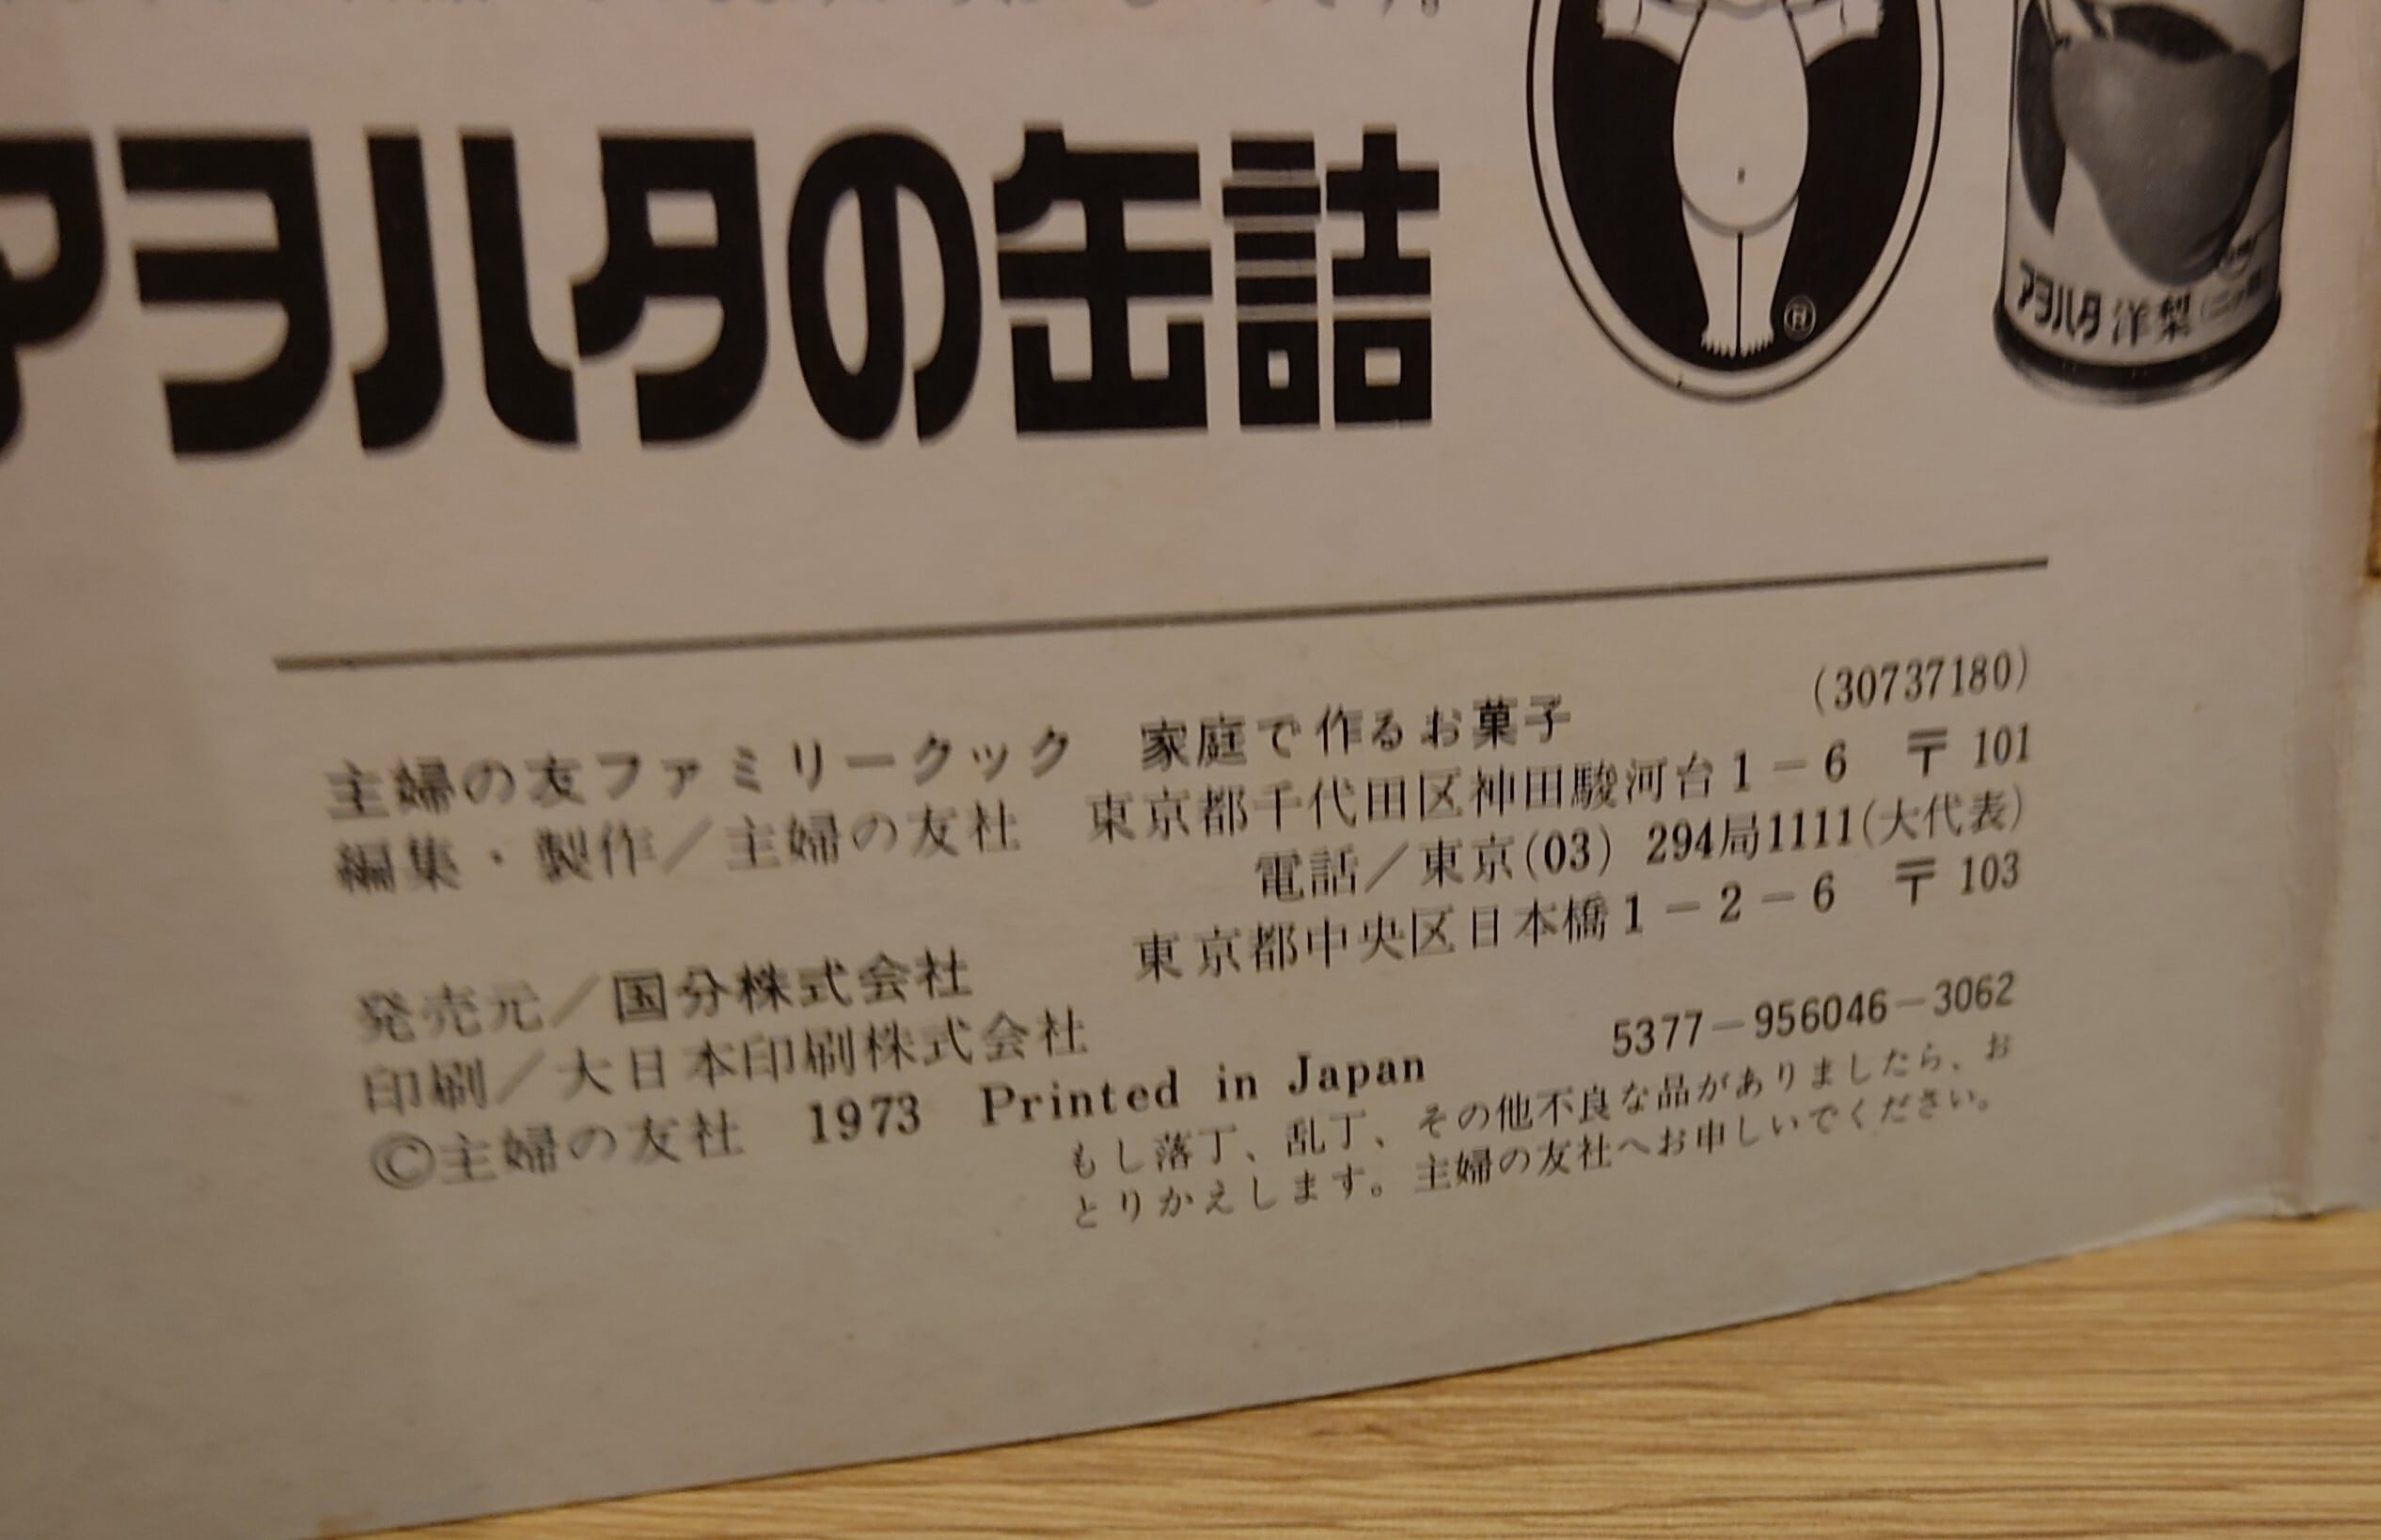 アヲハタの缶詰
®
アヲハタ 洋梨
主婦の友ファミリークック 家庭で作るお菓子 (30737180)
編集・製作／主婦の友社 東京都千代田区神田駿河台1−6 〒101
電話／東京(03) 294局1111(大代表)
発売元／国分株式会社 東京都中央区日本橋1−2−6 〒103
印刷／大日本印刷株式会社
©主婦の友社 1973 Printed in Japan 5377−956046−3062
もし落丁、乱丁、その他不良な品がありましたら、お
とりかえします。主婦の友社へお申しいでください。